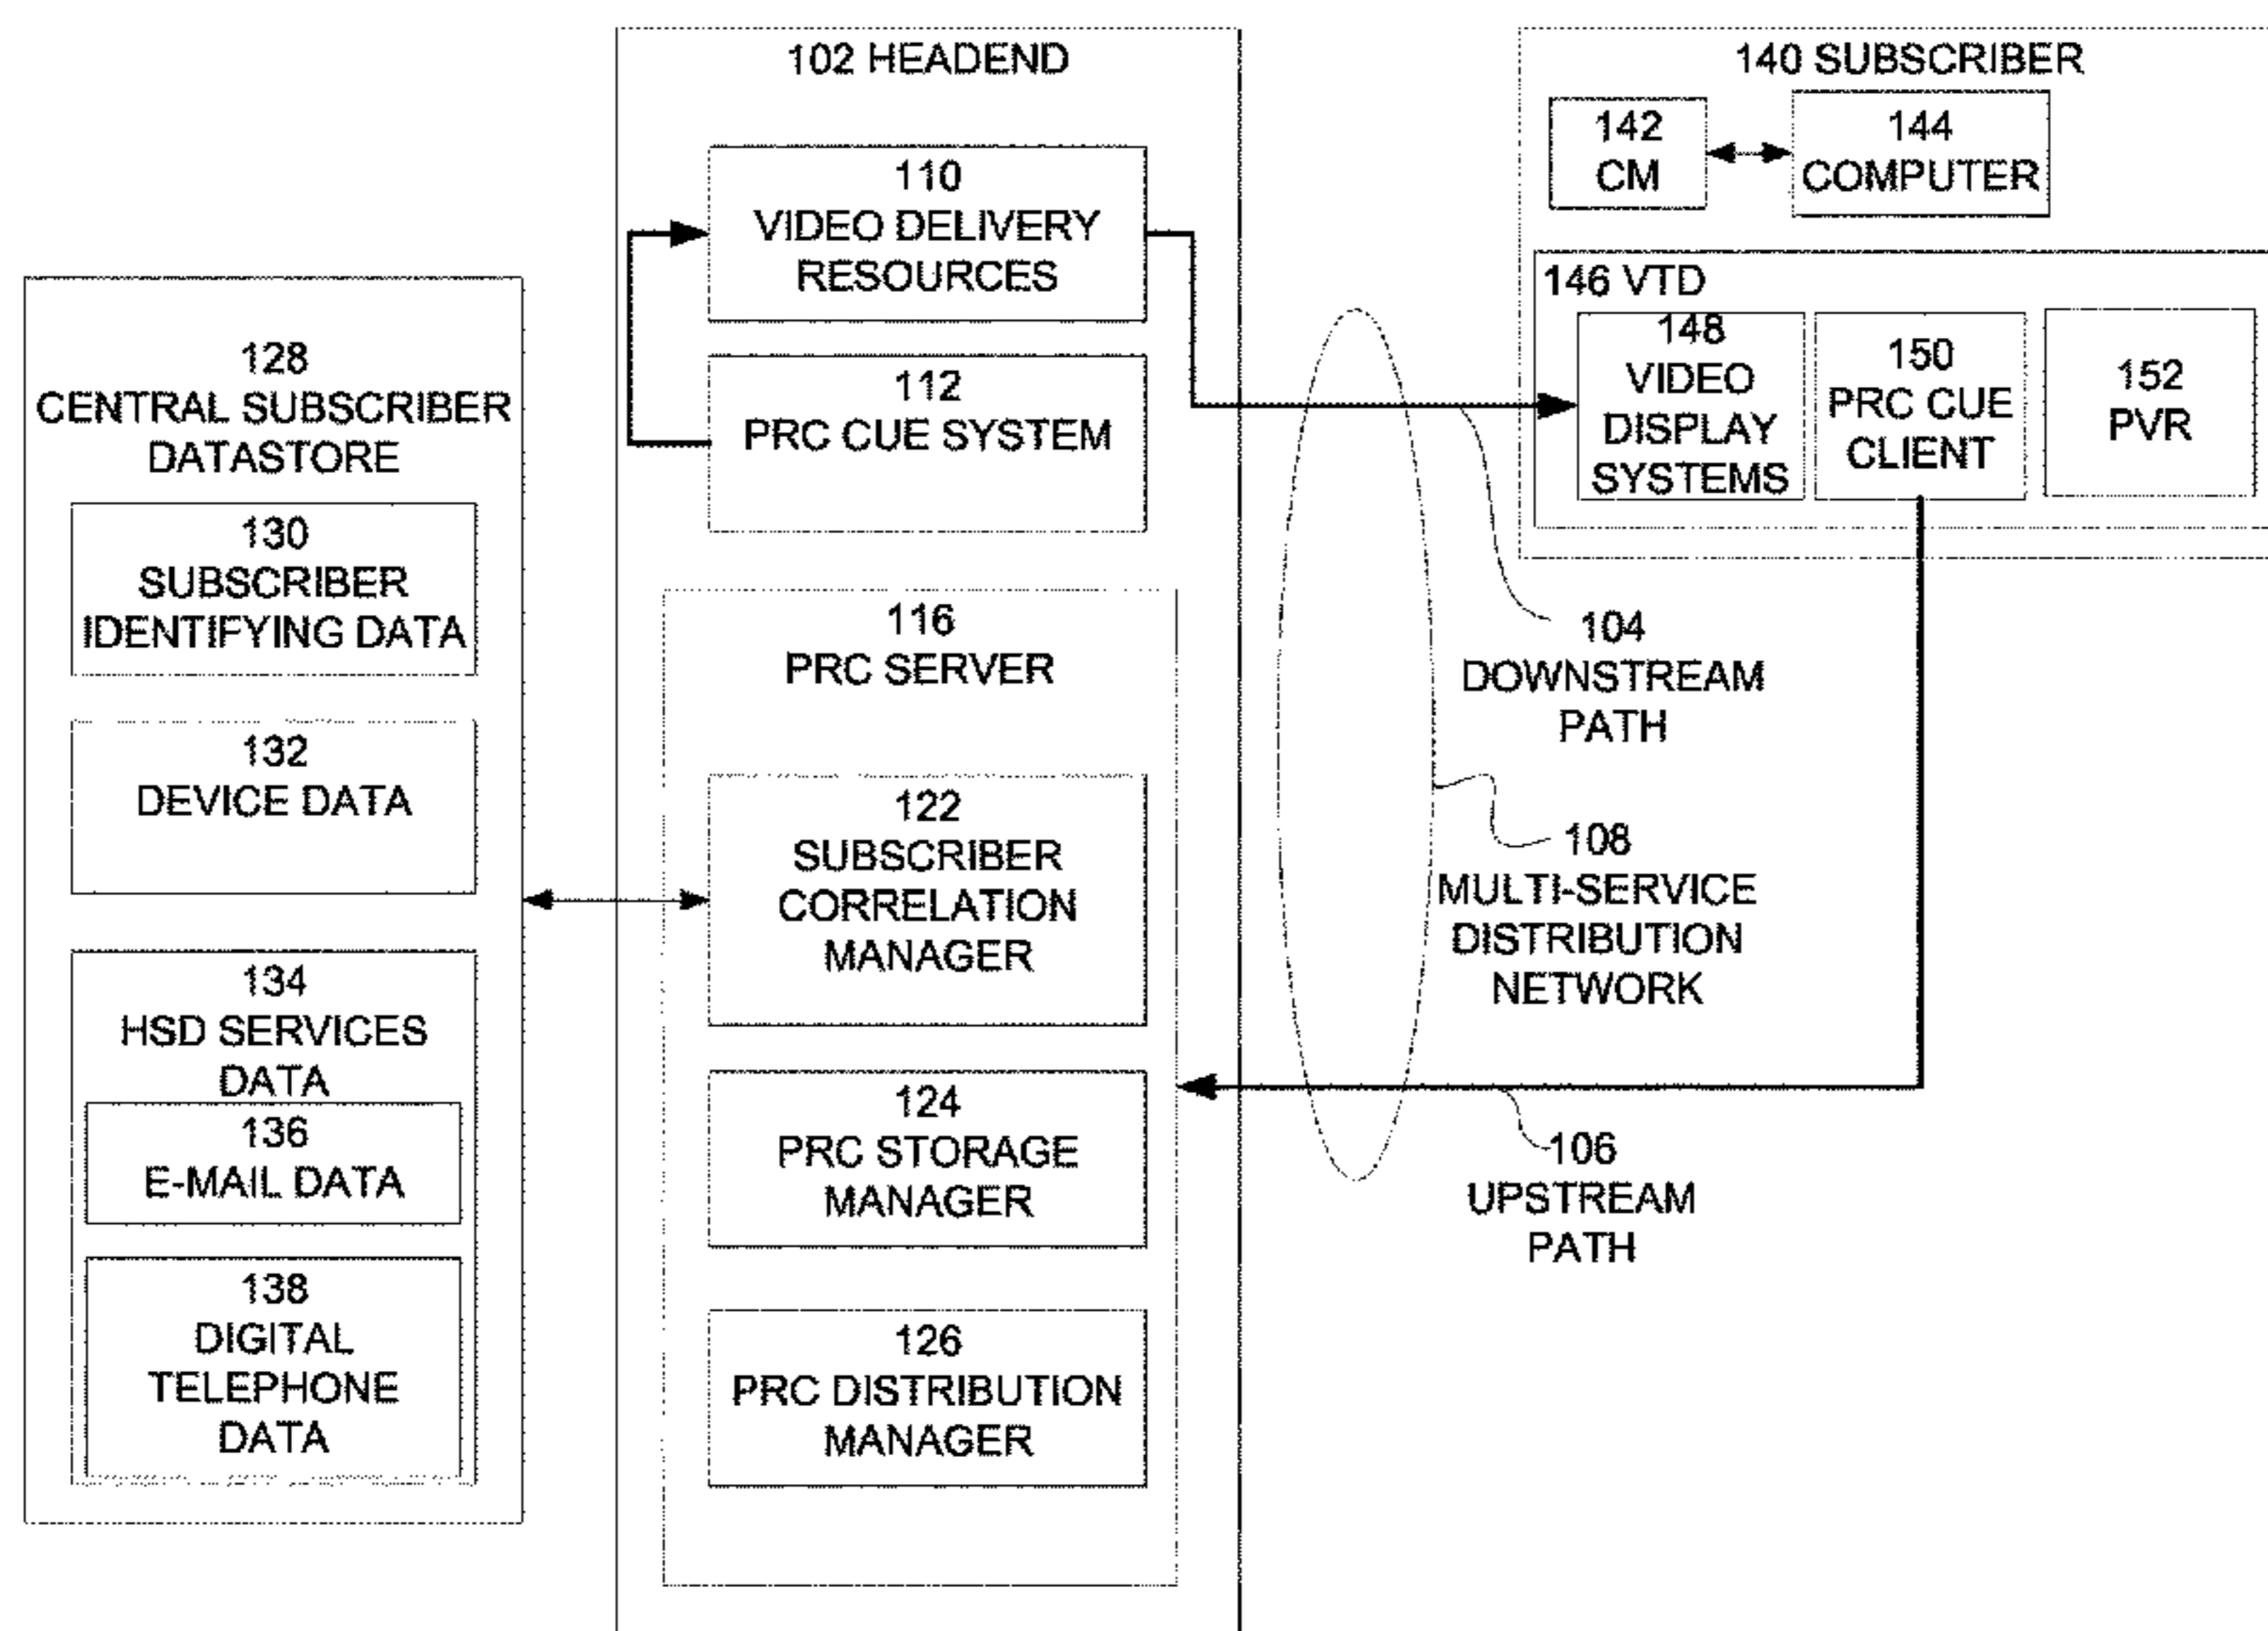 102 HEADEND
110
VIDEO DELIVERY
RESOURCES
112
PRC CUE SYSTEM
116
PRC SERVER
122
SUBSCRIBER
CORRELATION
MANAGER
124
PRC STORAGE
MANAGER
126
PRC DISTRIBUTION
MANAGER
128
CENTRAL SUBSCRIBER
DATASTORE
130
SUBSCRIBER
IDENTIFYING DATA
132
DEVICE DATA
134
HSD SERVICES
DATA
136
E-MAIL DATA
138
DIGITAL
TELEPHONE
DATA
140 SUBSCRIBER
142
CM
144
COMPUTER
146 VTD
148
VIDEO
DISPLAY
SYSTEMS
150
PRC CUE
CLIENT
152
PVR
104
DOWNSTREAM
PATH
108
MULTI-SERVICE
DISTRIBUTION
NETWORK
106
UPSTREAM
PATH